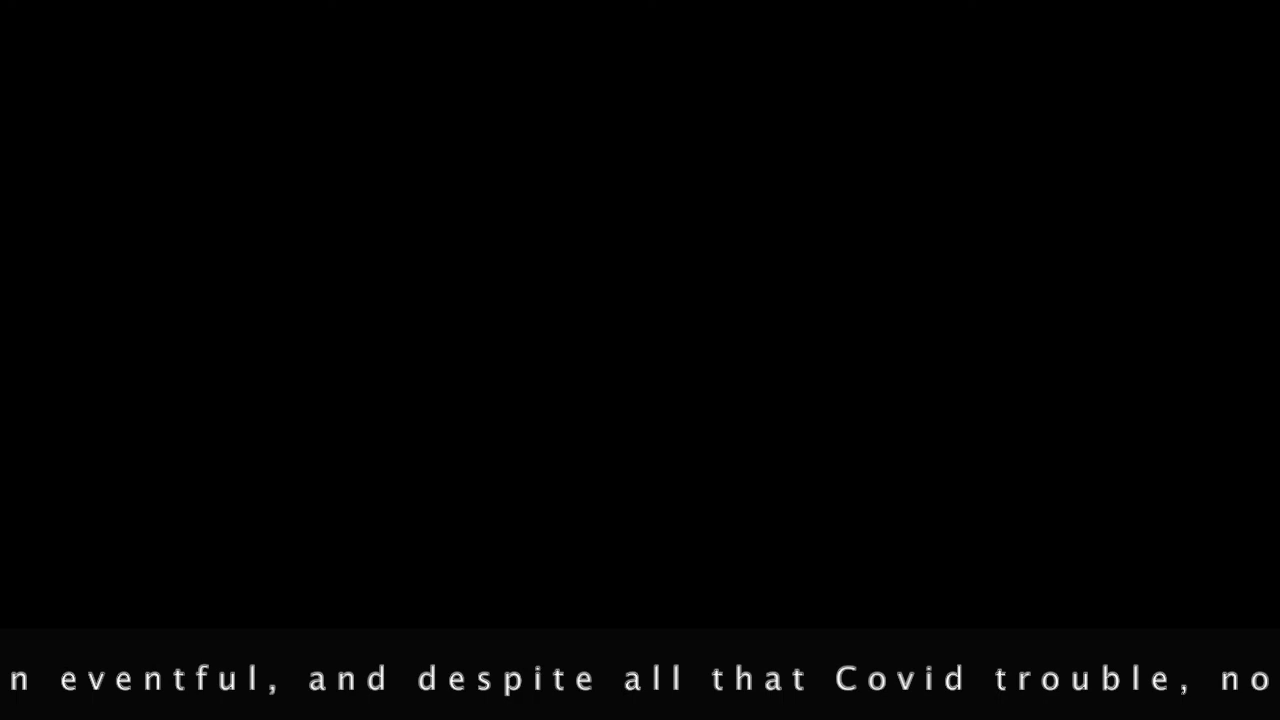 n eventful, and despite all that Covid trouble, no